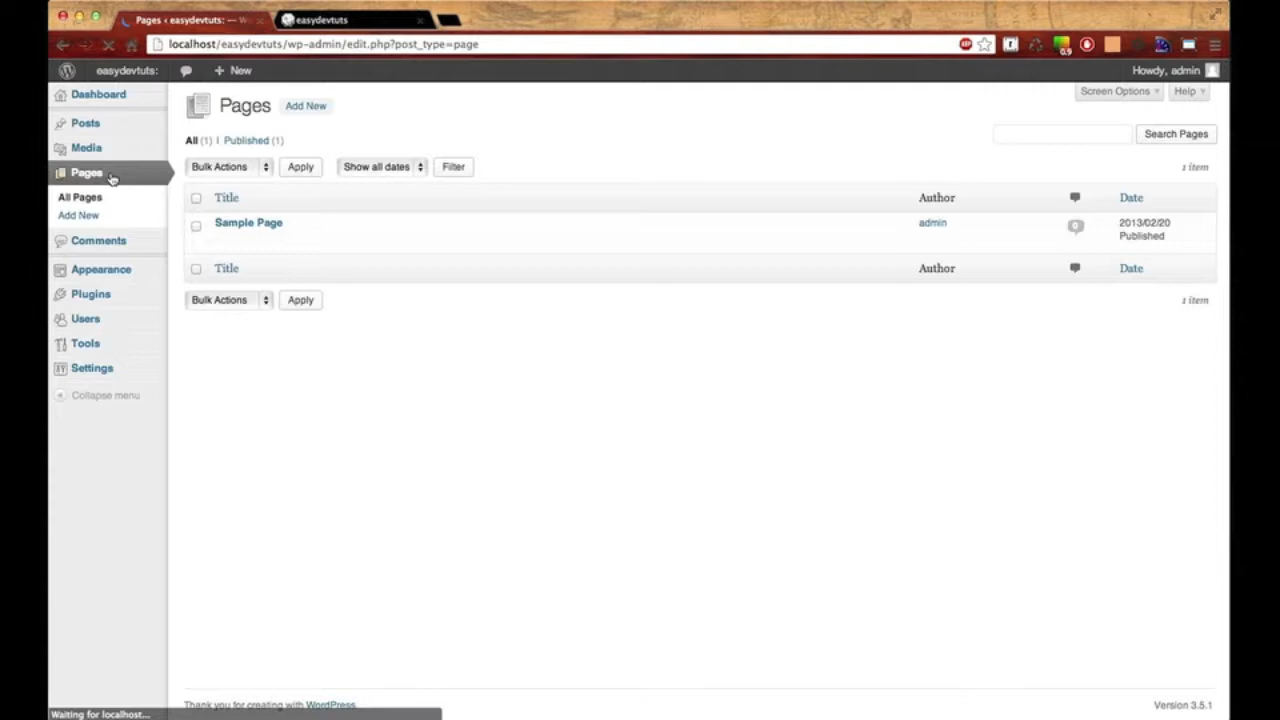 Pages < easydevtuts: — W
easydevtuts
localhost/easydevtuts/wp-admin/edit.php?post_type=page
easydevtuts:
+ New
Howdy, admin
Dashboard
Posts
Media
Pages
All Pages
Add New
Comments
Appearance
Plugins
Users
Tools
Settings
Collapse menu
Pages Add New
Screen Options
Help
All (1) | Published (1)
Search Pages
Bulk Actions
Apply
Show all dates
Filter
1 item
Title
Author
Date
Sample Page
admin
0
2013/02/20
Published
Title
Author
Date
Bulk Actions
Apply
1 item
Thank you for creating with WordPress.
Version 3.5.1
Waiting for localhost...